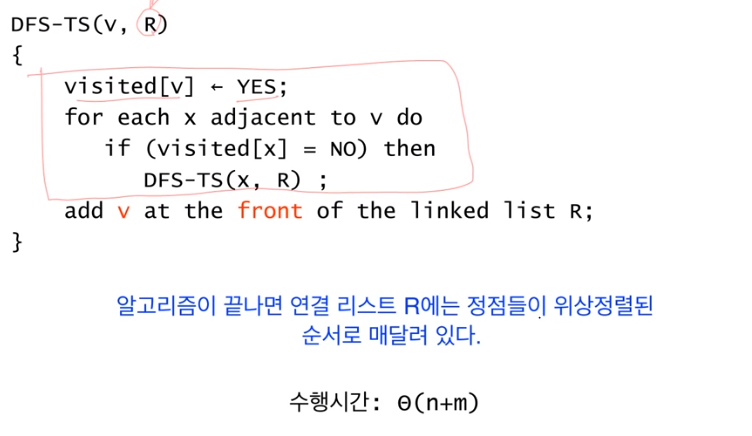 DFS-TS(v, R)
{
visited[v] ← YES;
for each x adjacent to v do
if (visited[x] = NO) then
DFS-TS(x, R) ;
add v at the front of the linked list R;
}
알고리즘이 끝나면 연결 리스트 R에는 정점들이 위상정렬된
순서로 매달려 있다.
수행시간: Θ(n+m)